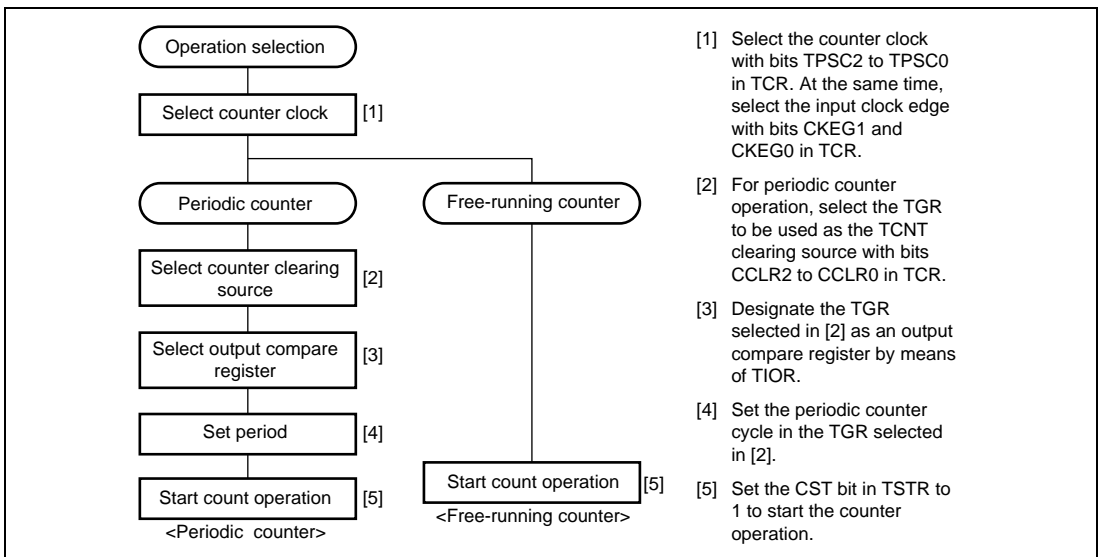 Operation selection
Select counter clock
[1]
Periodic counter
Free-running counter
Select counter clearing
source
[2]
Select output compare
register
[3]
Set period
[4]
Start count operation
[5]
<Periodic counter>
Start count operation
[5]
<Free-running counter>
[1] Select the counter clock
with bits TPSC2 to TPSC0
in TCR. At the same time,
select the input clock edge
with bits CKEG1 and
CKEG0 in TCR.
[2] For periodic counter
operation, select the TGR
to be used as the TCNT
clearing source with bits
CCLR2 to CCLR0 in TCR.
[3] Designate the TGR
selected in [2] as an output
compare register by means
of TIOR.
[4] Set the periodic counter
cycle in the TGR selected
in [2].
[5] Set the CST bit in TSTR to
1 to start the counter
operation.